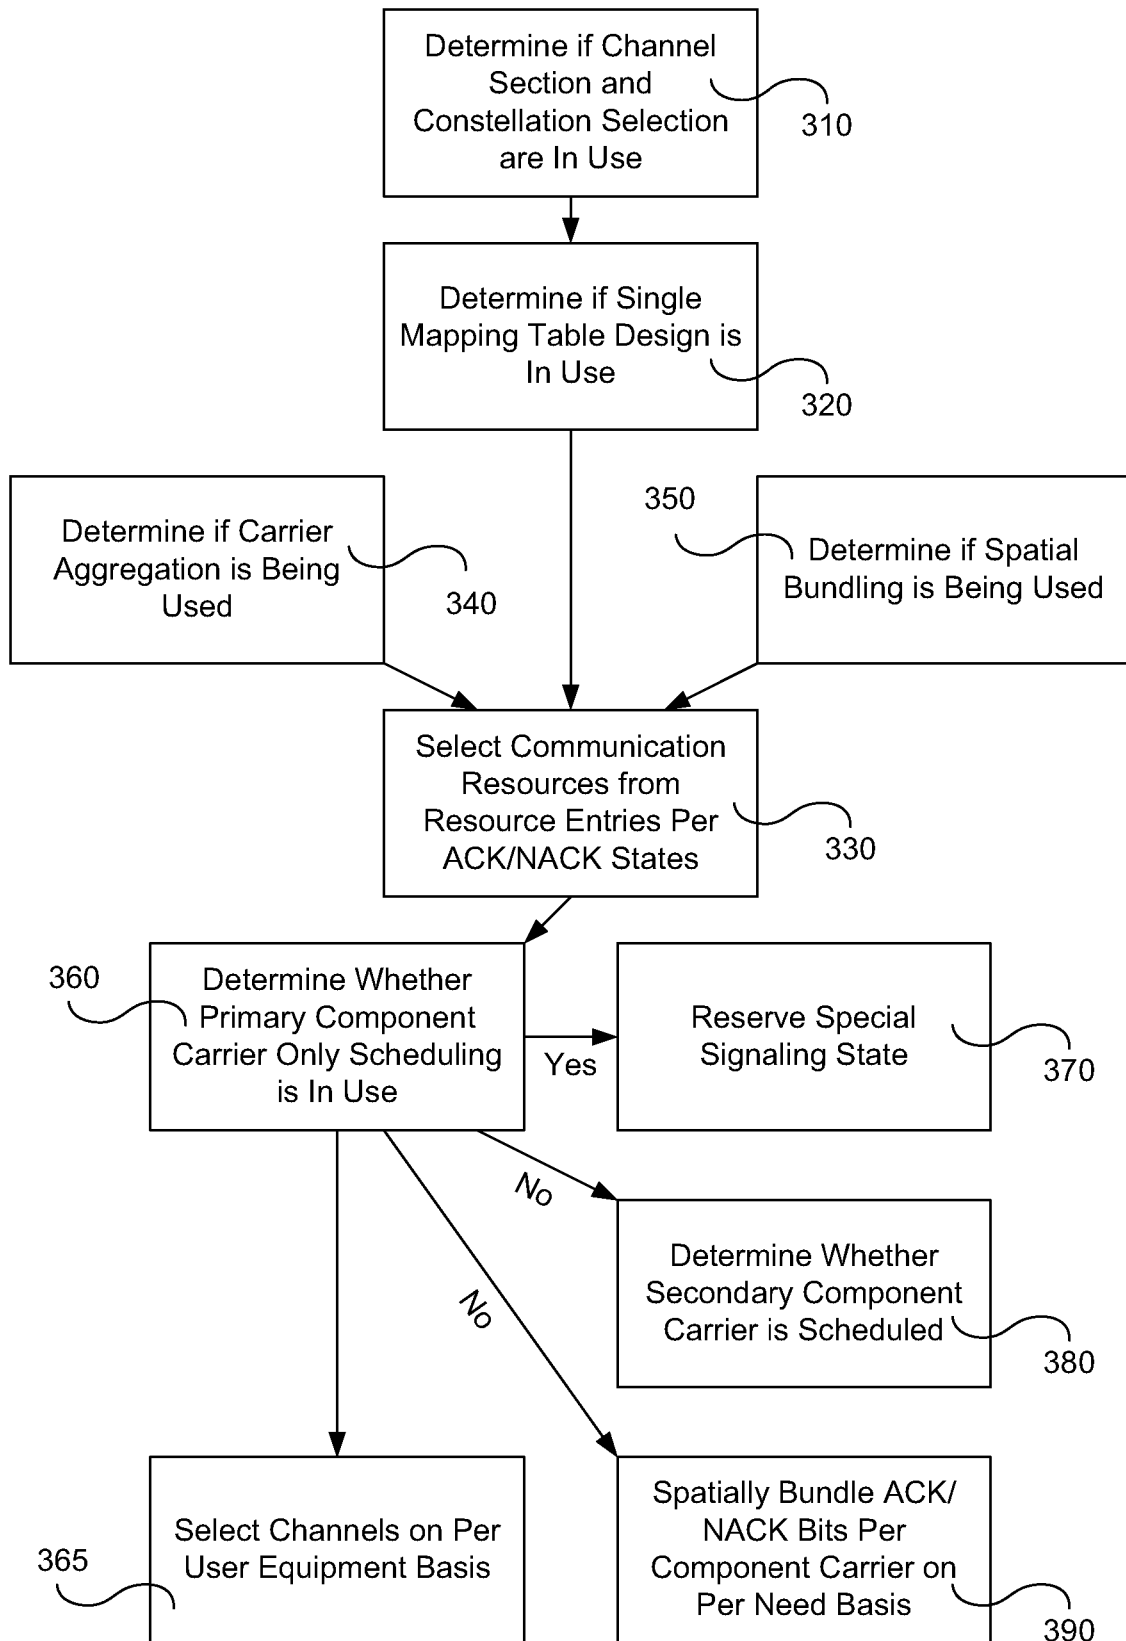 Determine if Channel
Section and
Constellation Selection
are In Use
310
Determine if Single
Mapping Table Design is
In Use
320
Determine if Carrier
Aggregation is Being
Used
340
350
Determine if Spatial
Bundling is Being Used
Select Communication
Resources from
Resource Entries Per
ACK/NACK States
330
360
Determine Whether
Primary Component
Carrier Only Scheduling
is In Use
Yes
Reserve Special
Signaling State
370
No
Determine Whether
Secondary Component
Carrier is Scheduled
380
No
365
Select Channels on Per
User Equipment Basis
Spatially Bundle ACK/
NACK Bits Per
Component Carrier on
Per Need Basis
390